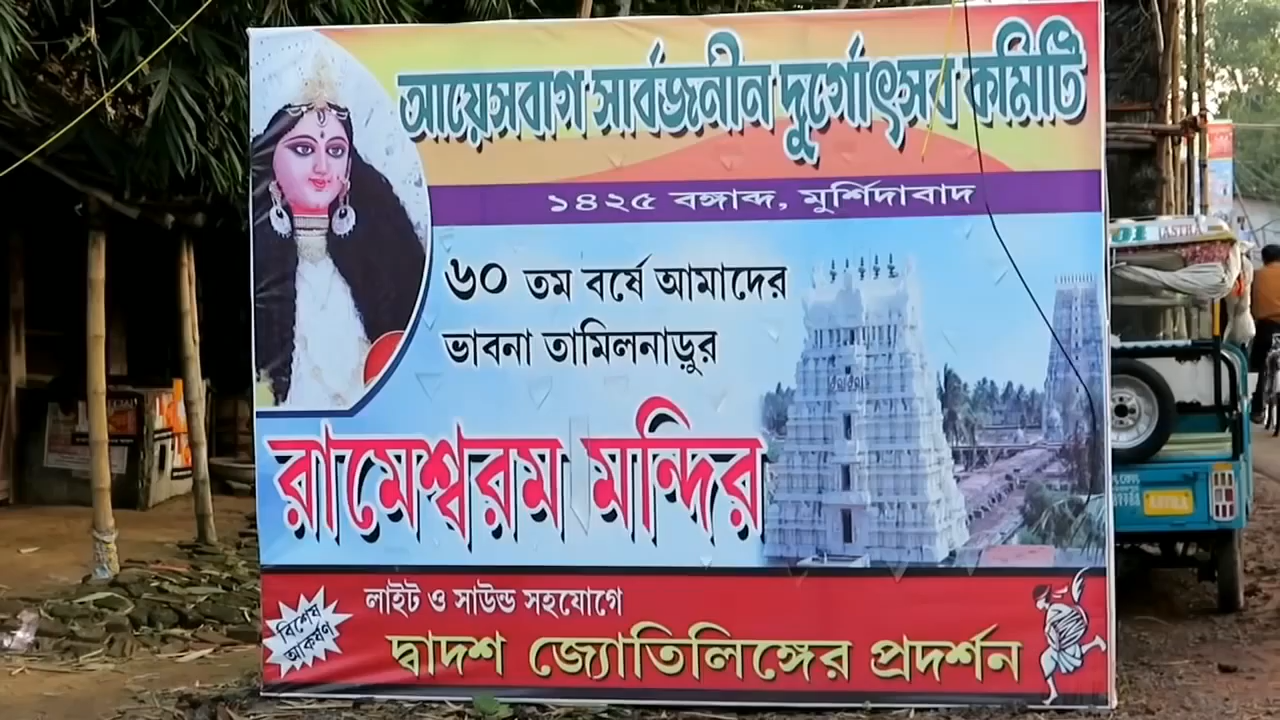 আয়েসবাগ সার্বজনীন দুর্গোৎসব কমিটি
১৪২৫ বঙ্গাব্দ, মুর্শিদাবাদ
৬০ তম বর্ষে আমাদের
ভাবনা তামিলনাড়ুর
রামেশ্বরম মন্দির
বিশেষ
আকর্ষণ
লাইট ও সাউন্ড সহযোগে
দ্বাদশ জ্যোতিলিঙ্গের প্রদর্শন